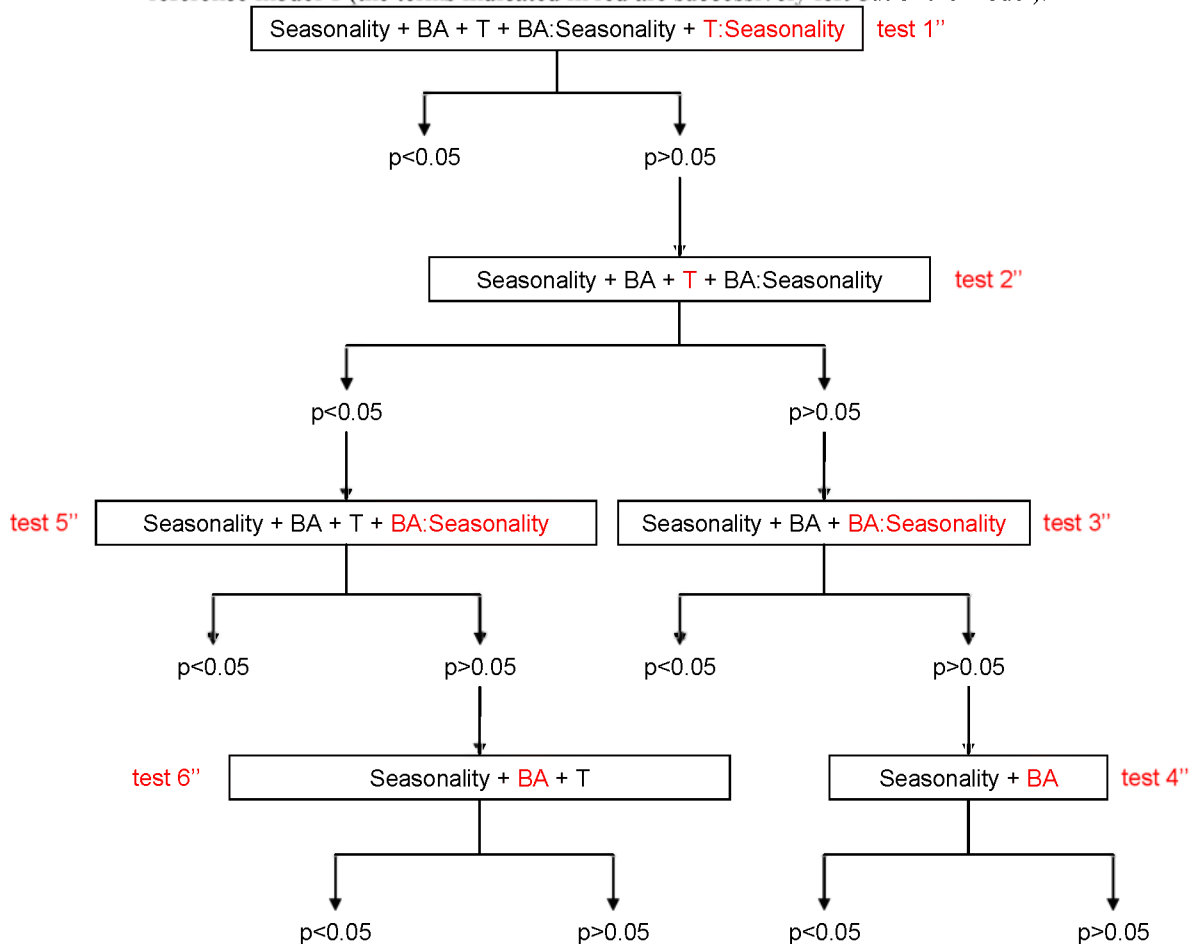 Seasonality + BA + T + BA:Seasonality + T:Seasonality test 1"
p<0.05 p>0.05
Seasonality + BA + T + BA:Seasonality test 2"
p<0.05 p>0.05
test 5" Seasonality + BA + T + BA:Seasonality Seasonality + BA + BA:Seasonality test 3"
p<0.05 p>0.05 p<0.05 p>0.05
test 6" Seasonality + BA + T Seasonality + BA test 4"
p<0.05 p>0.05 p<0.05 p>0.05